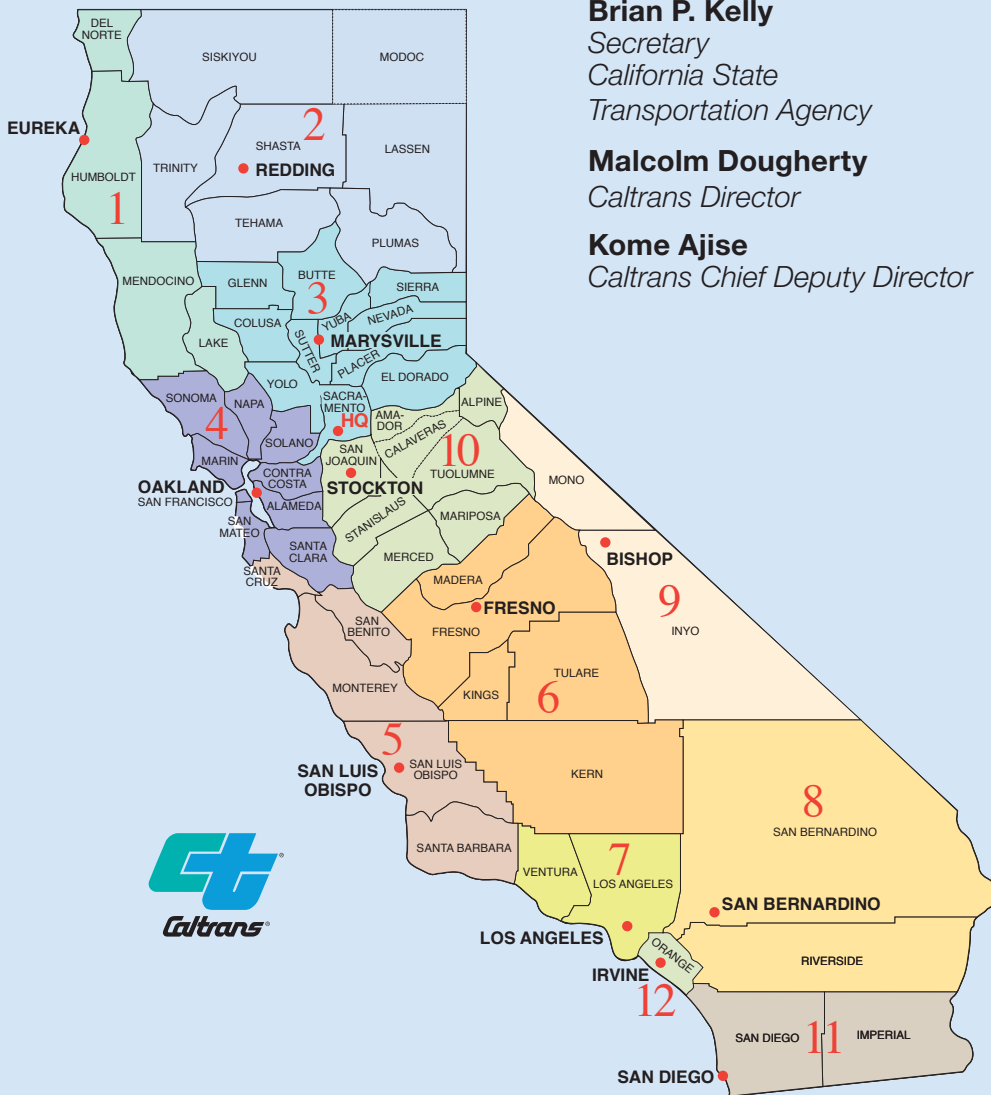 Brian P. Kelly
Secretary
California State
Transportation Agency
Malcolm Dougherty
Caltrans Director
Kome Ajise
Caltrans Chief Deputy Director
DEL
NORTE
SISKIYOU
MODOC
EUREKA
HUMBOLDT
1
TRINITY
2
SHASTA
REDDING
LASSEN
TEHAMA
PLUMAS
MENDOCINO
LAKE
GLENN
BUTTE
3
SIERRA
COLUSA
SUTTER
YUBA
NEVADA
MARYSVILLE
PLACER
YOLO
EL DORADO
SACRA-
MENTO
HQ
SONOMA
NAPA
4
SOLANO
MARIN
CONTRA
COSTA
OAKLAND
SAN FRANCISCO
ALAMEDA
SAN
MATEO
SANTA
CLARA
SANTA
CRUZ
AMA-
DOR
ALPINE
CALAVERAS
10
SAN
JOAQUIN
TUOLUMNE
STOCKTON
STANISLAUS
MARIPOSA
MERCED
MONO
BISHOP
9
INYO
MADERA
FRESNO
FRESNO
KINGS
TULARE
6
KERN
SAN
BENITO
MONTEREY
5
SAN LUIS
OBISPO
SAN LUIS
OBISPO
SANTA BARBARA
VENTURA
7
LOS ANGELES
LOS ANGELES
8
SAN BERNARDINO
SAN BERNARDINO
RIVERSIDE
ORANGE
IRVINE
12
SAN DIEGO
11
IMPERIAL
SAN DIEGO
ct®
Caltrans®